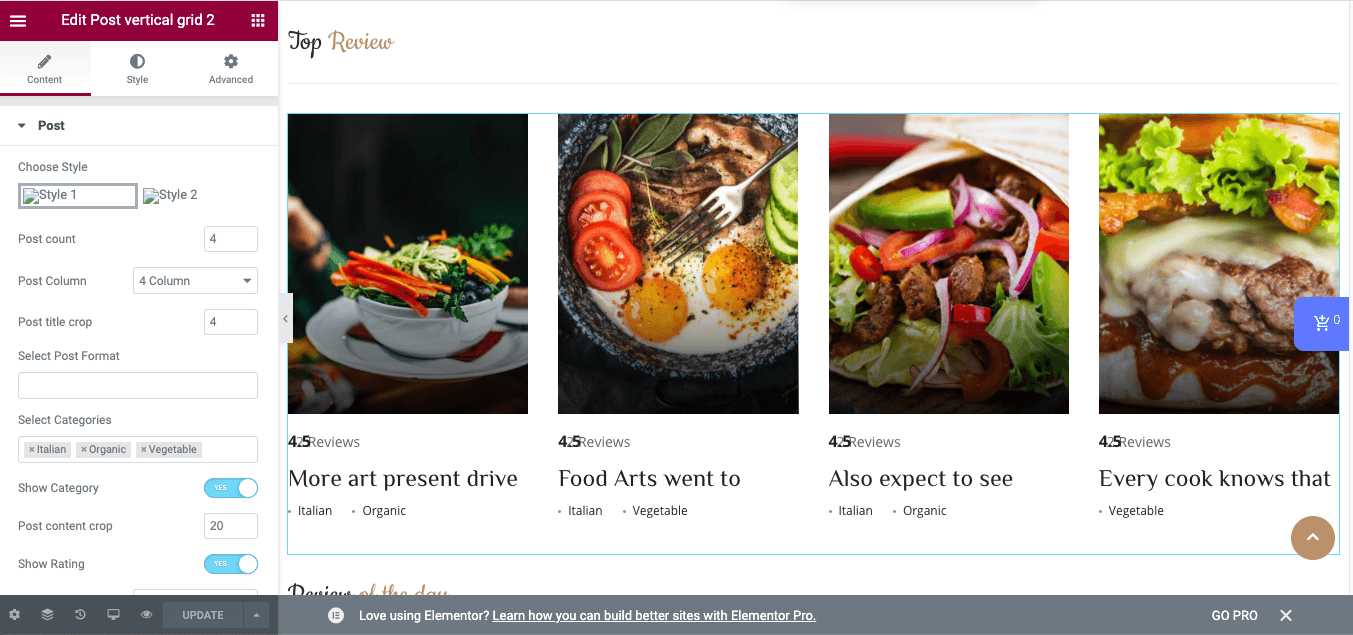 Edit Post vertical grid 2
Content
Style
Advanced
Post
Choose Style
Style 1
Style 2
Post count
4
Post Column
4 Column
Post title crop
4
Select Post Format
Select Categories
× Italian × Organic × Vegetable
Show Category
YES
Post content crop
20
Show Rating
YES
UPDATE
Top Review
4.5 2 Reviews
More art present drive
Italian Organic
4.5 2 Reviews
Food Arts went to
Italian Vegetable
4.5 2 Reviews
Also expect to see
Italian Organic
4.5 2 Reviews
Every cook knows that
Vegetable
0
Review of the day
Love using Elementor? Learn how you can build better sites with Elementor Pro.
GO PRO